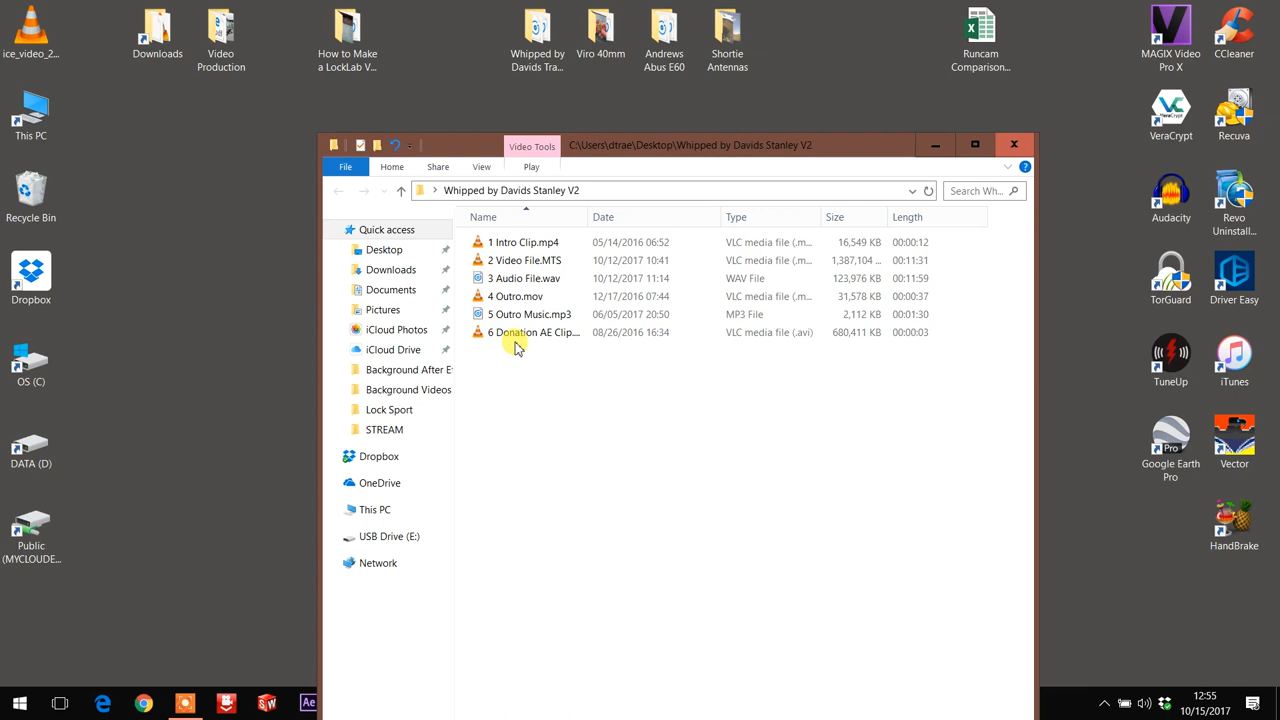 ice_video_2...
Downloads
Video
Production
How to Make
a LockLab V...
Whipped by
Davids Tra...
Viro 40mm
Andrews
Abus E60
Shortie
Antennas
Runcam
Comparison...
MAGIX Video
Pro X
CCleaner
This PC
VeraCrypt
Recuva
Recycle Bin
Audacity
Revo
Uninstall...
Dropbox
TorGuard
Driver Easy
OS (C)
TuneUp
iTunes
DATA (D)
Pro
Google Earth
Pro
Vector
Public
(MYCLOUDE...
HandBrake
Video Tools
C:\Users\dtrae\Desktop\Whipped by Davids Stanley V2
File
Home
Share
View
Play
Whipped by Davids Stanley V2
Search Wh...
Name
Date
Type
Size
Length
1 Intro Clip.mp4 05/14/2016 06:52 VLC media file (.m... 16,549 KB 00:00:12
2 Video File.MTS 10/12/2017 10:41 VLC media file (.m... 1,387,104 ... 00:11:31
3 Audio File.wav 10/12/2017 11:14 WAV File 123,976 KB 00:11:59
4 Outro.mov 12/17/2016 07:44 VLC media file (.m... 31,578 KB 00:00:37
5 Outro Music.mp3 06/05/2017 20:50 MP3 File 2,112 KB 00:01:30
6 Donation AE Clip.... 08/26/2016 16:34 VLC media file (.avi) 680,411 KB 00:00:03
Quick access
Desktop
Downloads
Documents
Pictures
iCloud Photos
iCloud Drive
Background After E
Background Videos
Lock Sport
STREAM
Dropbox
OneDrive
This PC
USB Drive (E:)
Network
SW
Ae
12:55
10/15/2017